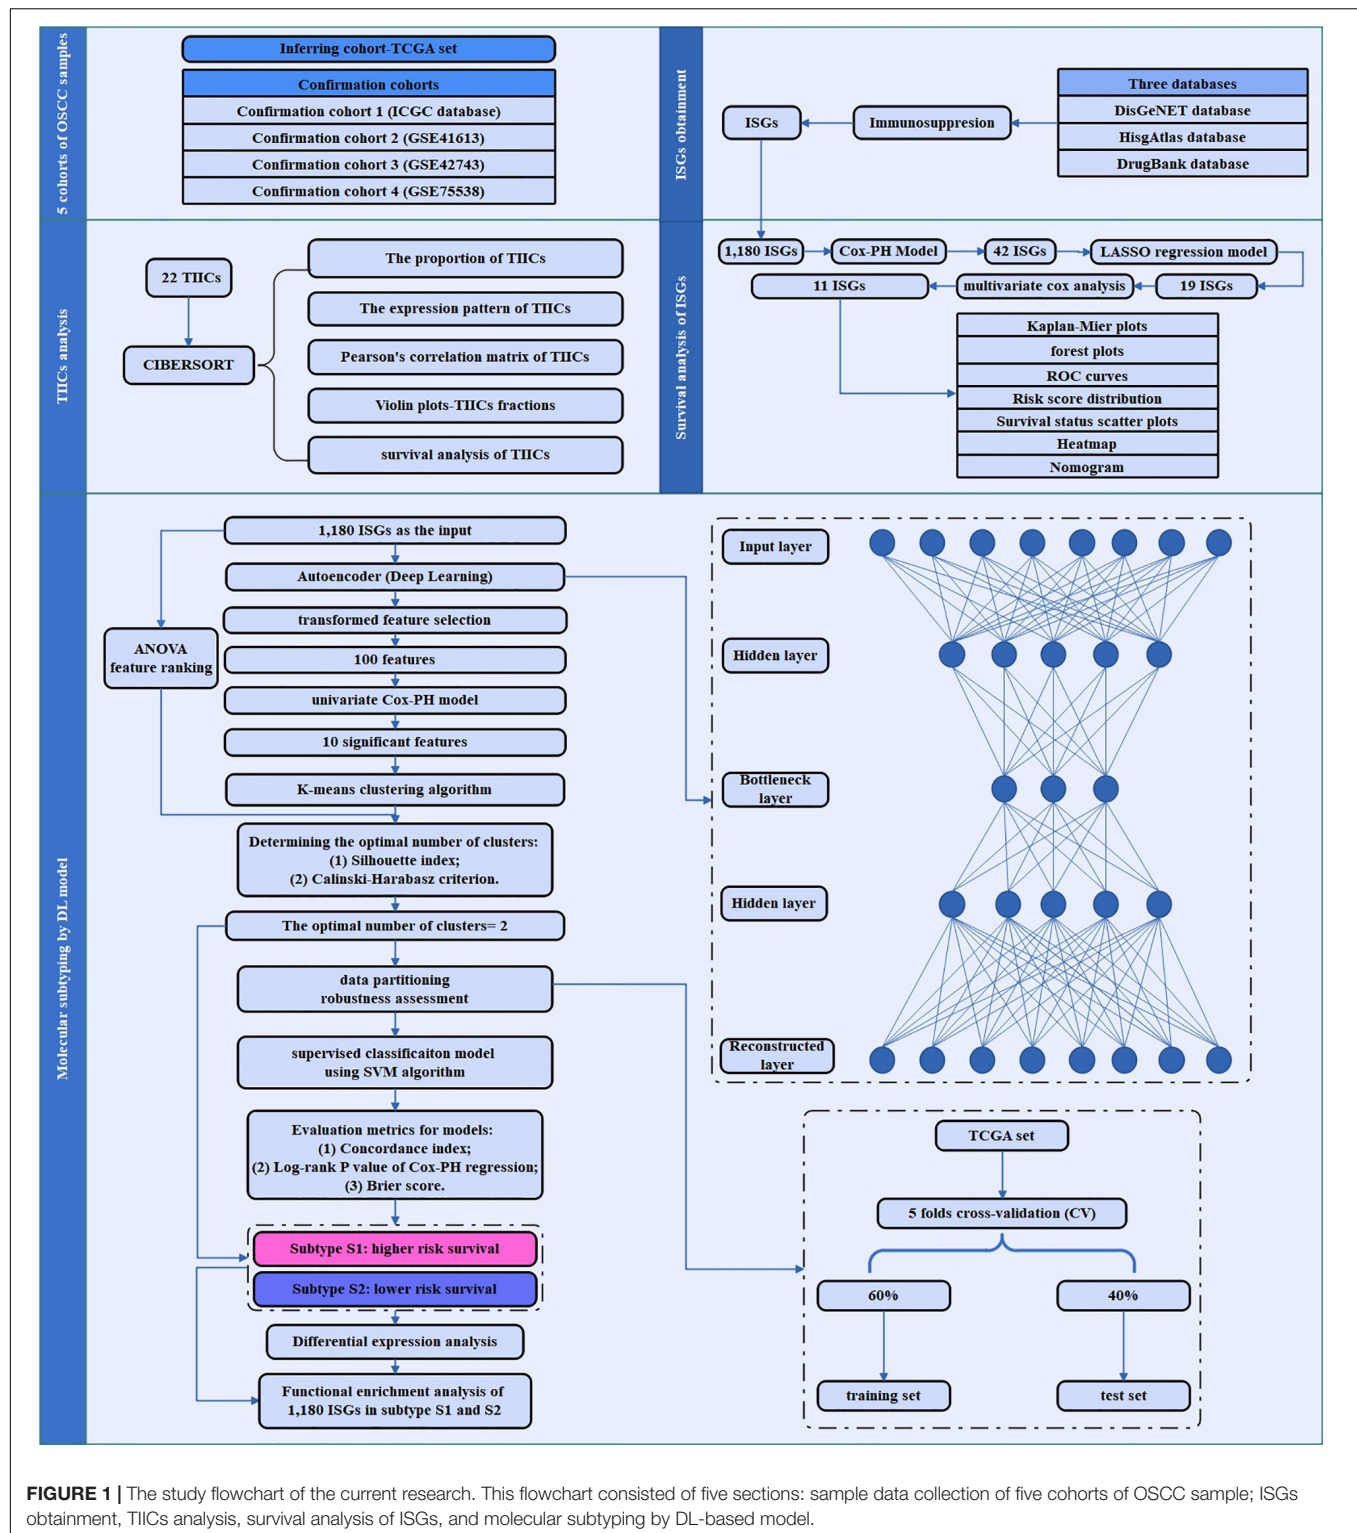 5 cohorts of OSCC samples
Inferring cohort-TCGA set
Confirmation cohorts
Confirmation cohort 1 (ICGC database)
Confirmation cohort 2 (GSE41613)
Confirmation cohort 3 (GSE42743)
Confirmation cohort 4 (GSE75538)
ISGs obtainment
ISGs
Immunosuppresion
Three databases
DisGeNET database
HisgAtlas database
DrugBank database
TIICs analysis
22 TIICs
CIBERSORT
The proportion of TIICs
The expression pattern of TIICs
Pearson's correlation matrix of TIICs
Violin plots-TIICs fractions
survival analysis of TIICs
Survival analysis of ISGs
1,180 ISGs
Cox-PH Model
42 ISGs
LASSO regression model
11 ISGs
multivariate cox analysis
19 ISGs
Kaplan-Mier plots
forest plots
ROC curves
Risk score distribution
Survival status scatter plots
Heatmap
Nomogram
Molecular subtyping by DL model
1,180 ISGs as the input
Autoencoder (Deep Learning)
transformed feature selection
ANOVA
feature ranking
100 features
univariate Cox-PH model
10 significant features
K-means clustering algorithm
Determining the optimal number of clusters:
(1) Silhouette index;
(2) Calinski-Harabasz criterion.
The optimal number of clusters= 2
data partitioning
robustness assessment
supervised classificaiton model
using SVM algorithm
Evaluation metrics for models:
(1) Concordance index;
(2) Log-rank P value of Cox-PH regression;
(3) Brier score.
Subtype S1: higher risk survival
Subtype S2: lower risk survival
Differential expression analysis
Functional enrichment analysis of
1,180 ISGs in subtype S1 and S2
Input layer
Hidden layer
Bottleneck
layer
Hidden layer
Reconstructed
layer
TCGA set
5 folds cross-validation (CV)
60%
40%
training set
test set
FIGURE 1 | The study flowchart of the current research. This flowchart consisted of five sections: sample data collection of five cohorts of OSCC sample; ISGs
obtainment, TIICs analysis, survival analysis of ISGs, and molecular subtyping by DL-based model.